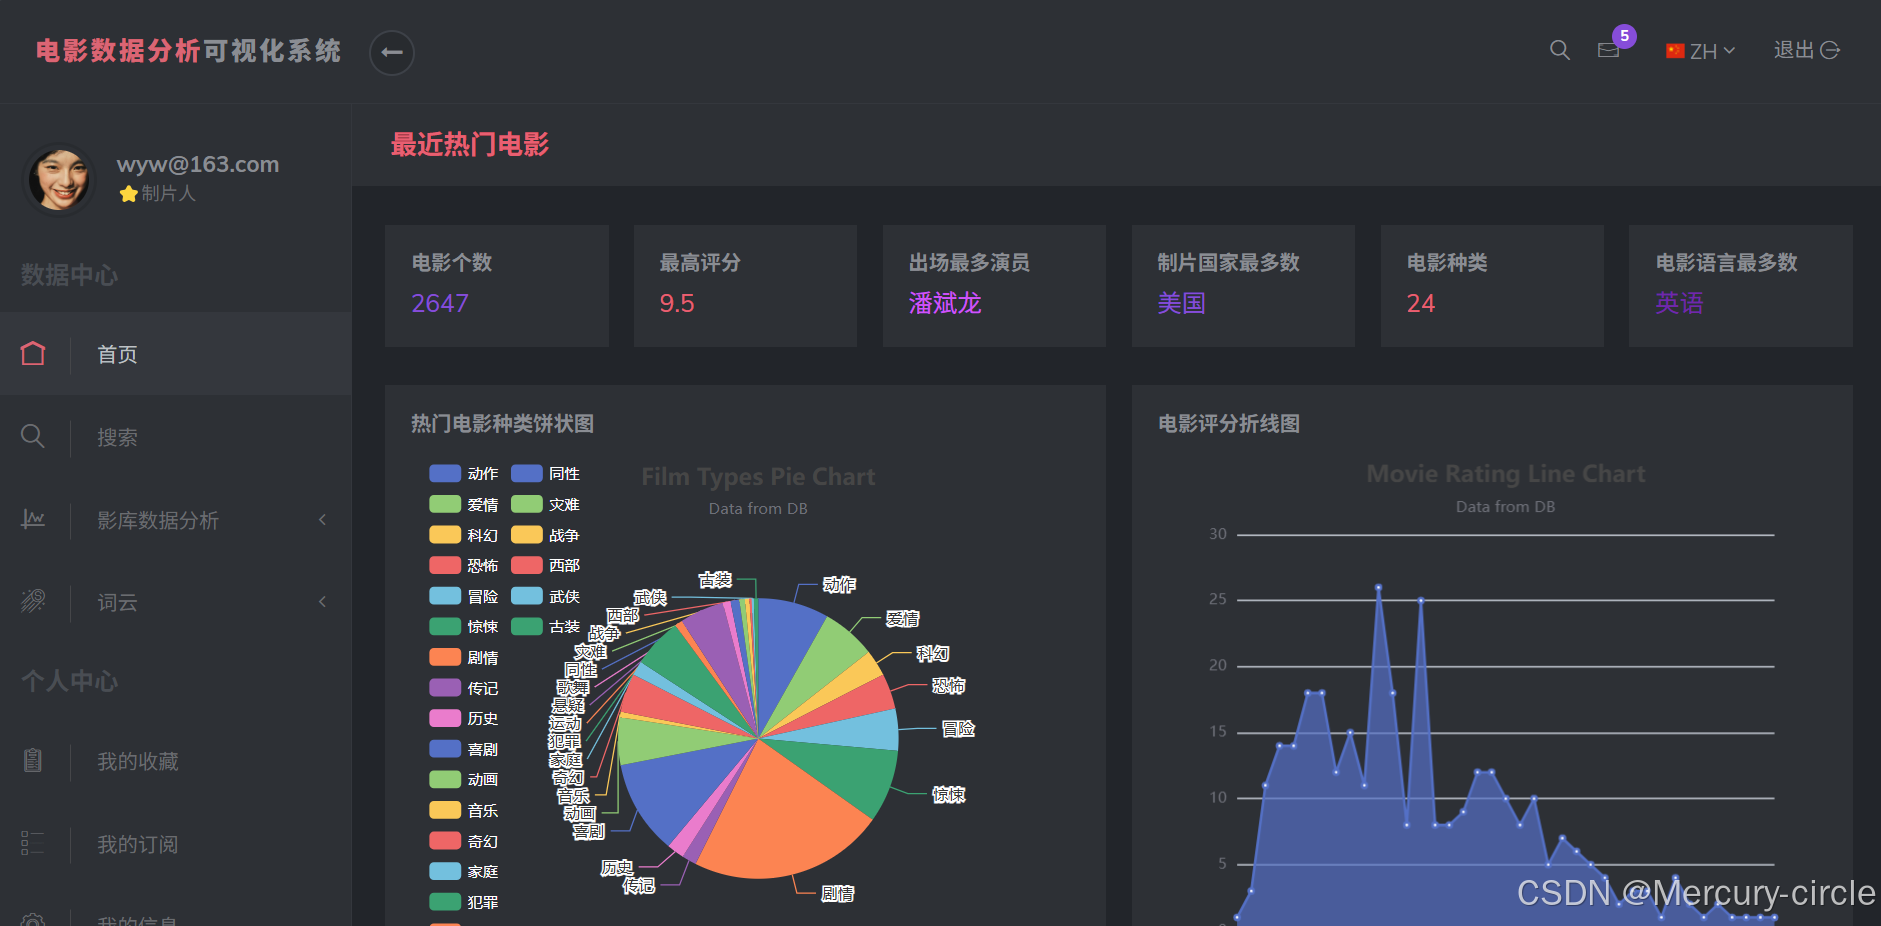 电影数据分析可视化系统
5
ZH
退出
wyw@163.com
制片人
数据中心
首页
搜索
影库数据分析
词云
个人中心
我的收藏
我的订阅
我的信息
最近热门电影
电影个数
2647
最高评分
9.5
出场最多演员
潘斌龙
制片国家最多数
美国
电影种类
24
电影语言最多数
英语
热门电影种类饼状图
Film Types Pie Chart
Data from DB
动作 同性
爱情 灾难
科幻 战争
恐怖 西部
冒险 武侠
惊悚 古装
剧情
传记
历史
喜剧
动画
音乐
奇幻
家庭
犯罪
古装
武侠
西部
战争
灾难
同性
歌舞
悬疑
运动
犯罪
家庭
奇幻
音乐
动画
喜剧
历史
传记
动作
爱情
科幻
恐怖
冒险
惊悚
剧情
电影评分折线图
Movie Rating Line Chart
Data from DB
30
25
20
15
10
5
CSDN @Mercury-circle